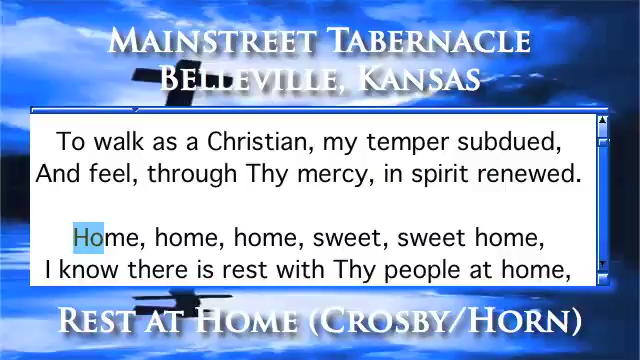 Mainstreet Tabernacle
Belleville, Kansas
To walk as a Christian, my temper subdued,
And feel, through Thy mercy, in spirit renewed.
Home, home, home, sweet, sweet home,
I know there is rest with Thy people at home,
Rest at Home (Crosby/Horn)